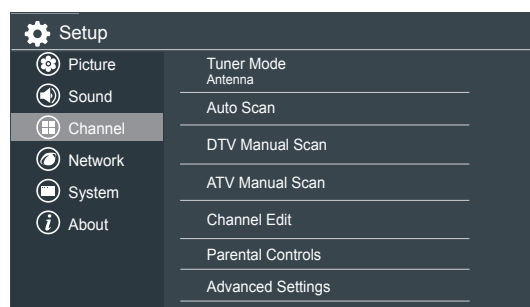 Setup
Picture
Sound
Channel
Network
System
About
Tuner Mode
Antenna
Auto Scan
DTV Manual Scan
ATV Manual Scan
Channel Edit
Parental Controls
Advanced Settings